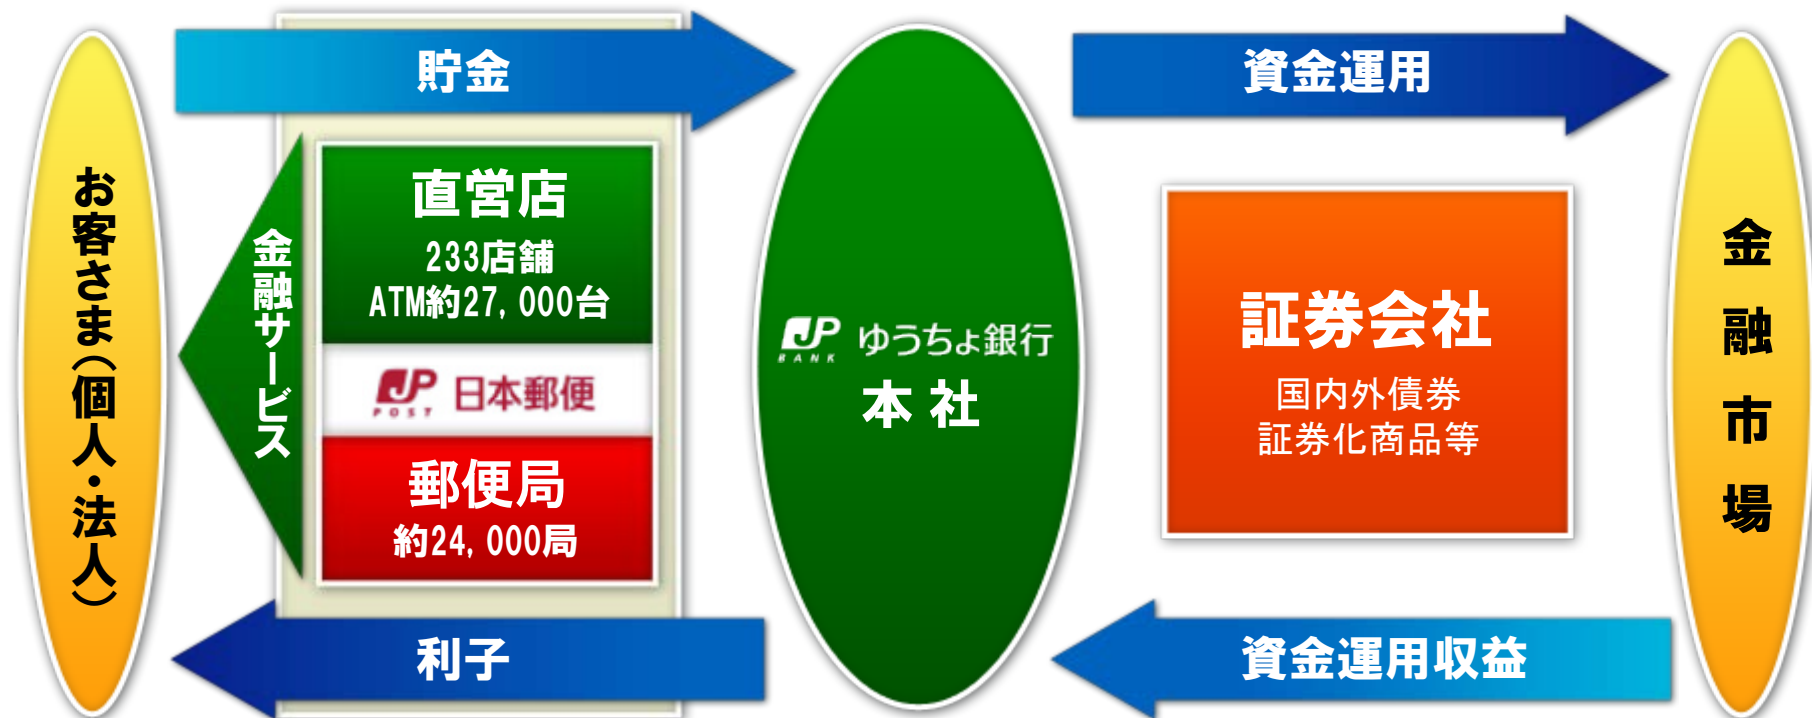 貯金
資金運用
お客さま(個人・法人)
金融サービス
直営店
233店舗
ATM約27,000台
JP
POST
日本郵便
郵便局
約24,000局
JP
BANK
ゆうちょ銀行
本社
証券会社
国内外債券
証券化商品等
金融市場
利子
資金運用収益